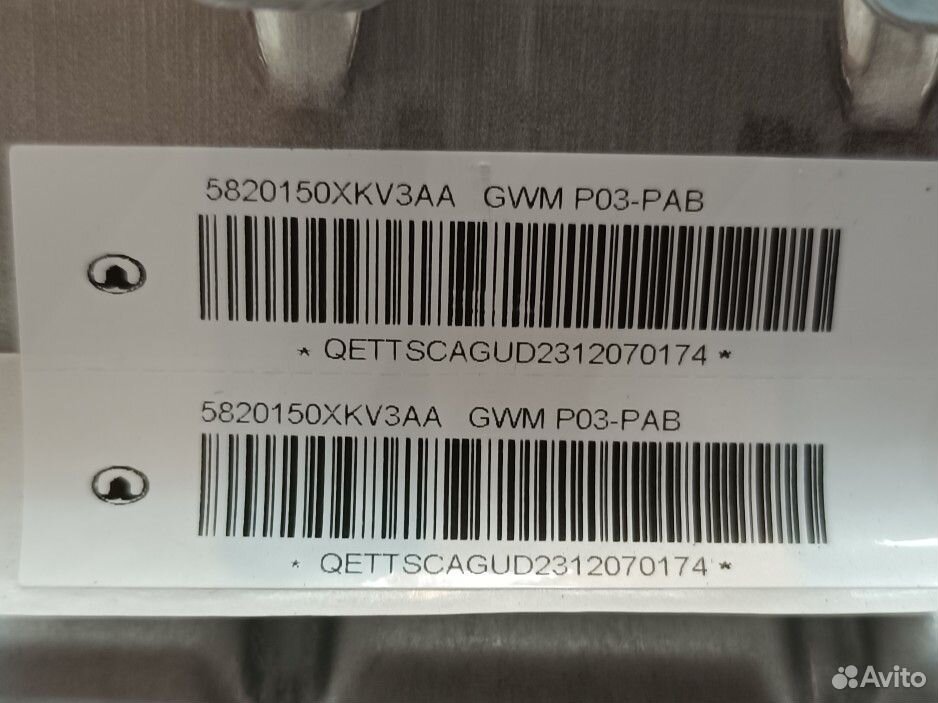 5820150XKV3AA GWM P03-PAB
* QETTSCAGUD2312070174 *
5820150XKV3AA GWM P03-PAB
* QETTSCAGUD2312070174 *
Avito